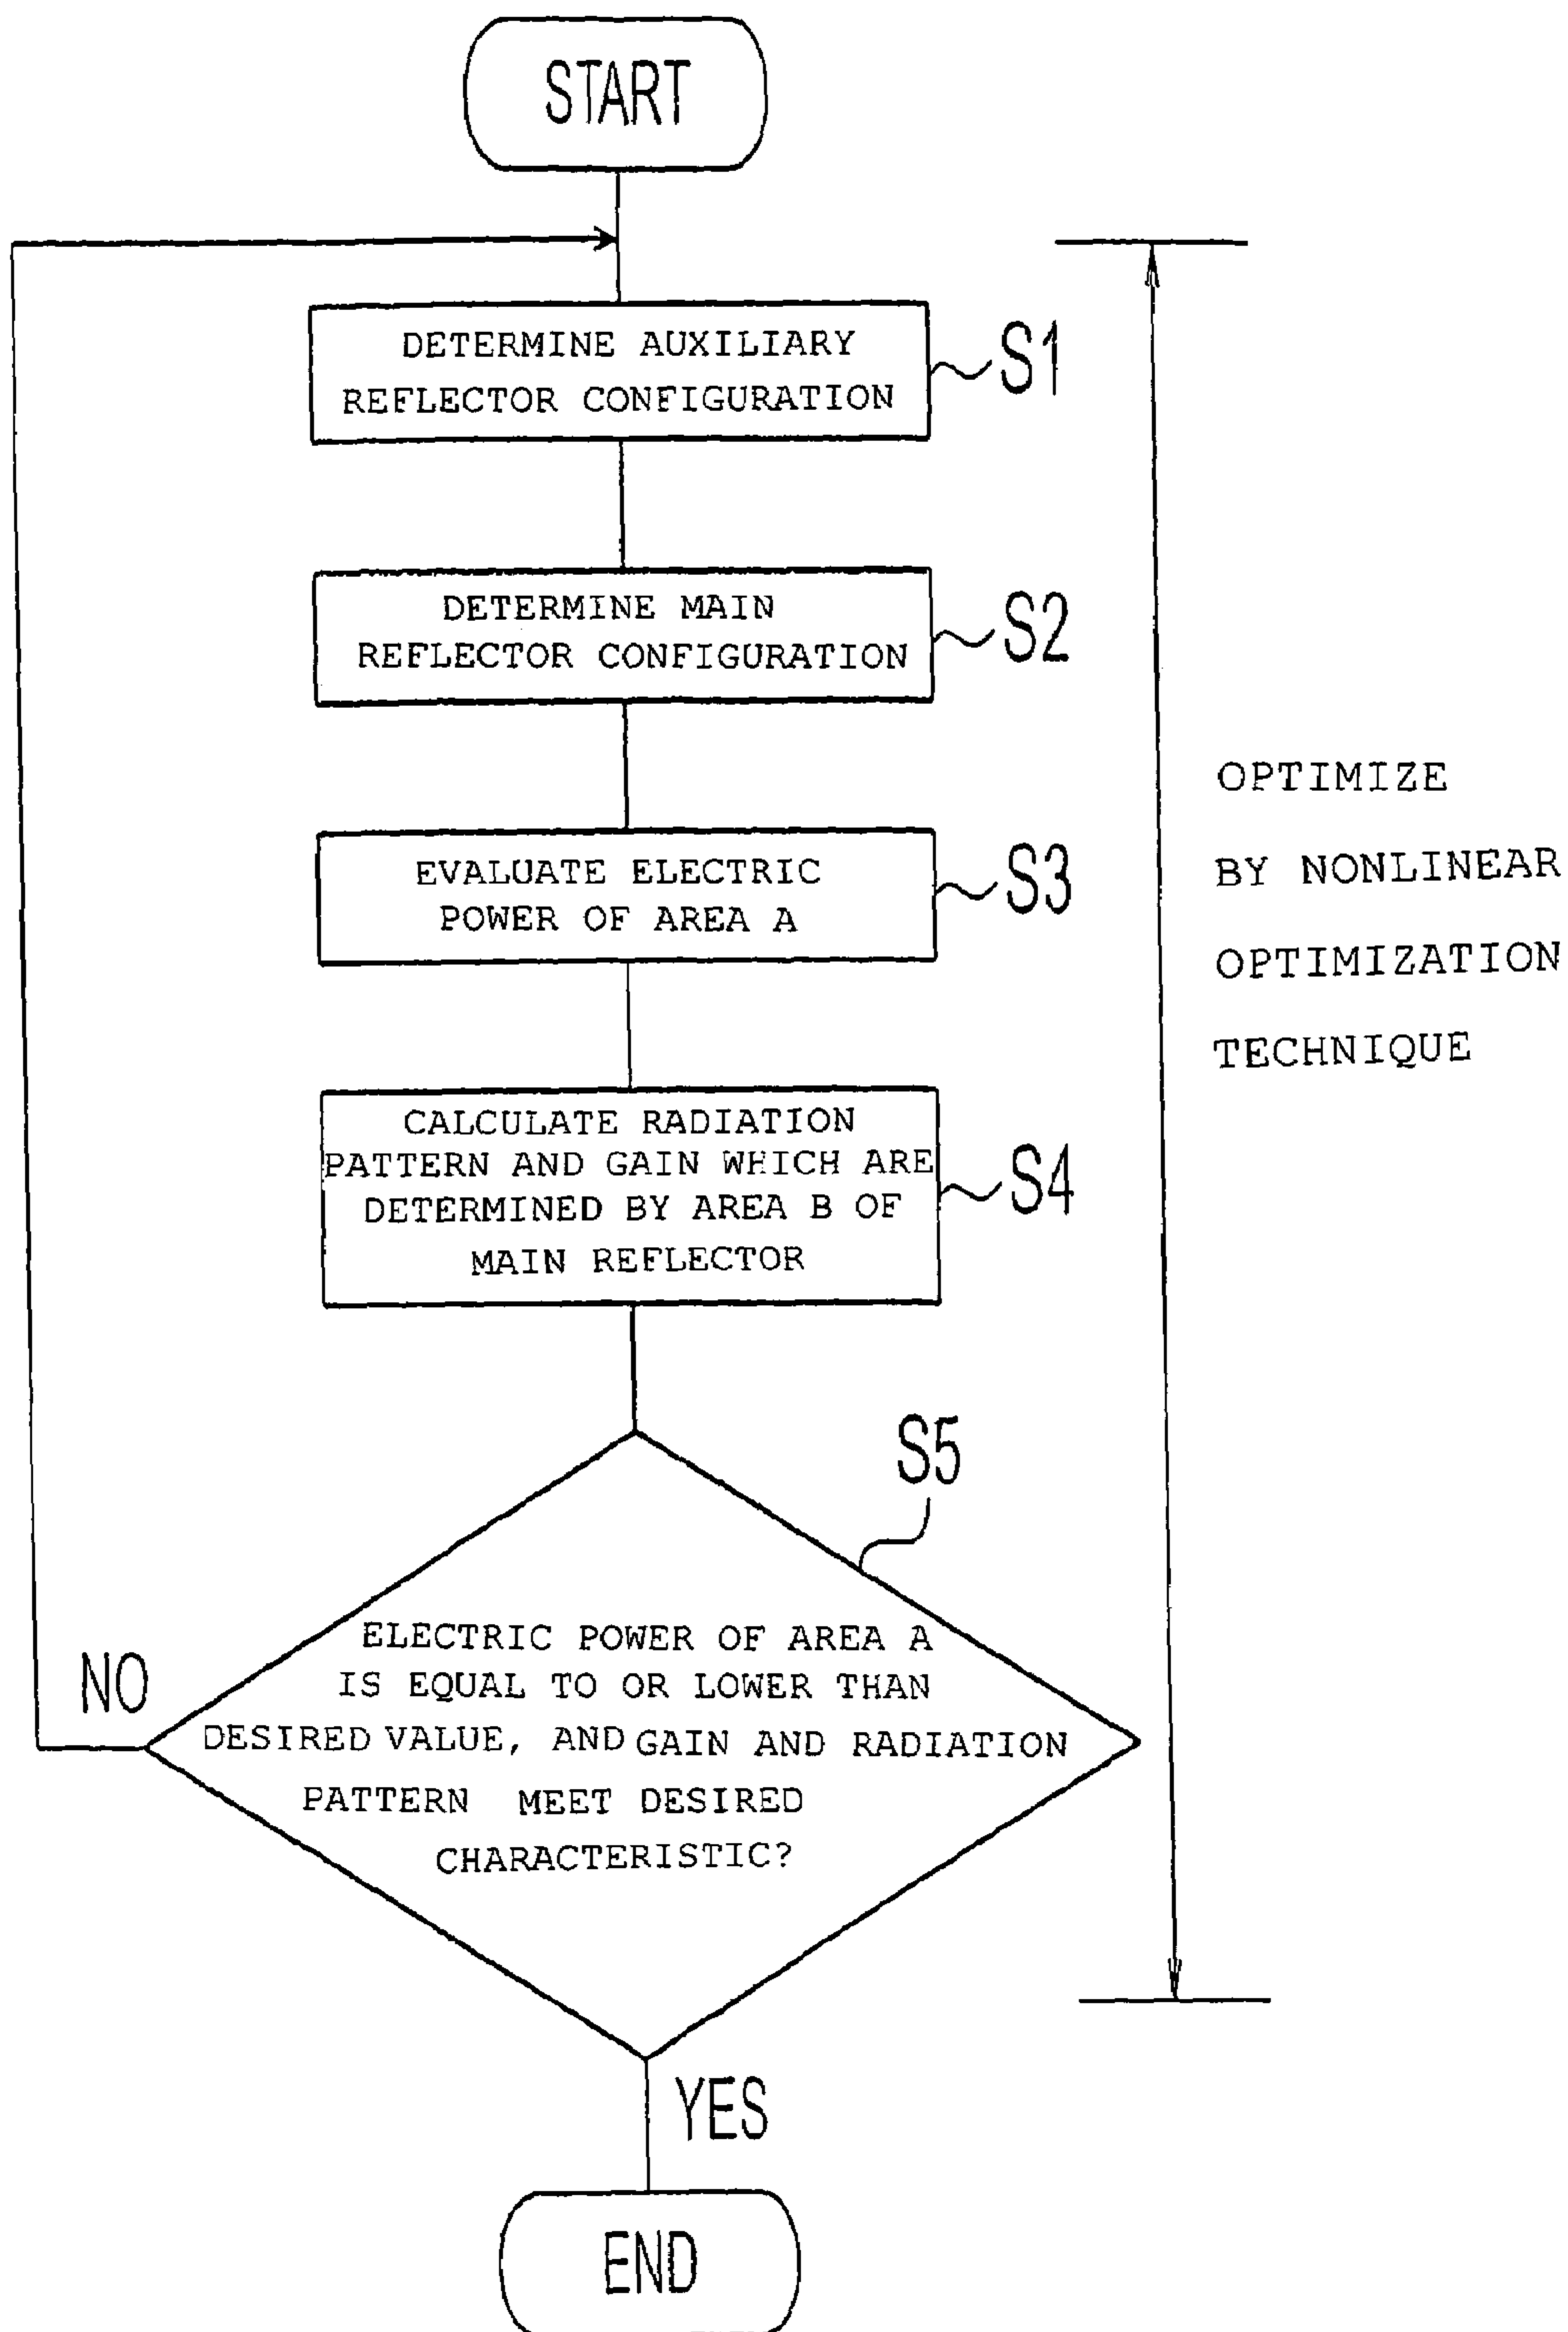 START
DETERMINE AUXILIARY
REFLECTOR CONFIGURATION
S1
DETERMINE MAIN
REFLECTOR CONFIGURATION
S2
EVALUATE ELECTRIC
POWER OF AREA A
S3
CALCULATE RADIATION
PATTERN AND GAIN WHICH ARE
DETERMINED BY AREA B OF
MAIN REFLECTOR
S4
OPTIMIZE
BY NONLINEAR
OPTIMIZATION
TECHNIQUE
S5
ELECTRIC POWER OF AREA A
IS EQUAL TO OR LOWER THAN
DESIRED VALUE, AND GAIN AND RADIATION
PATTERN MEET DESIRED
CHARACTERISTIC?
NO
YES
END